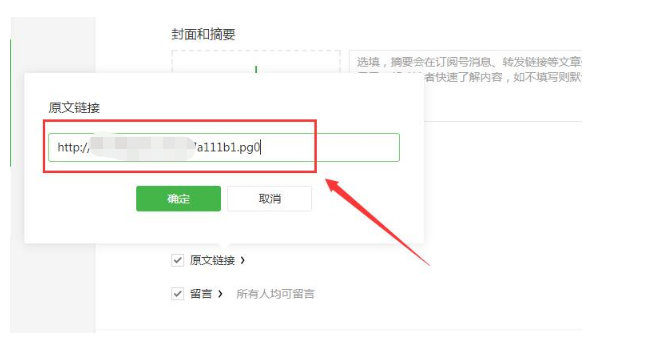 封面和摘要
选填，摘要会在订阅号消息、转发链接等文章
者快速了解内容，如不填写则默
原文链接
http:/
a111b1.pg0
确定
取消
原文链接
留言
所有人均可留言